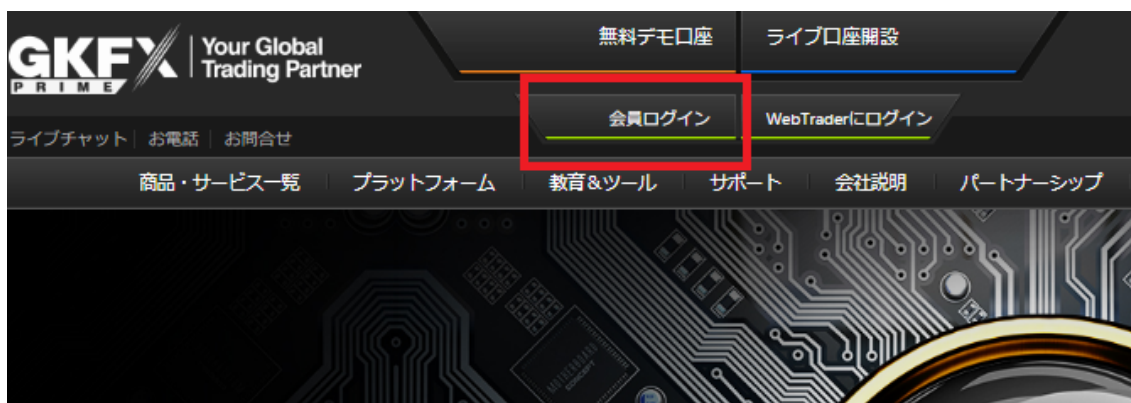 GKFX
PRIME
Your Global
Trading Partner
無料デモ口座
ライブ口座開設
会員ログイン
WebTraderにログイン
ライブチャット
お電話
お問合せ
商品・サービス一覧
プラットフォーム
教育&ツール
サポート
会社説明
パートナーシップ
MOTHERBOARD
CONCEPT